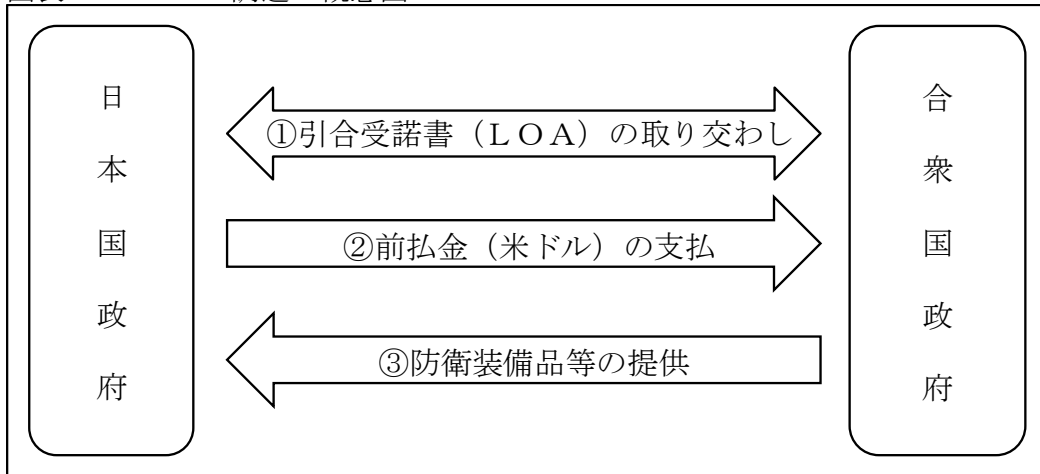 日本国政府
①引合受諾書（ＬＯＡ）の取り交わし
②前払金（米ドル）の支払
③防衛装備品等の提供
合衆国政府